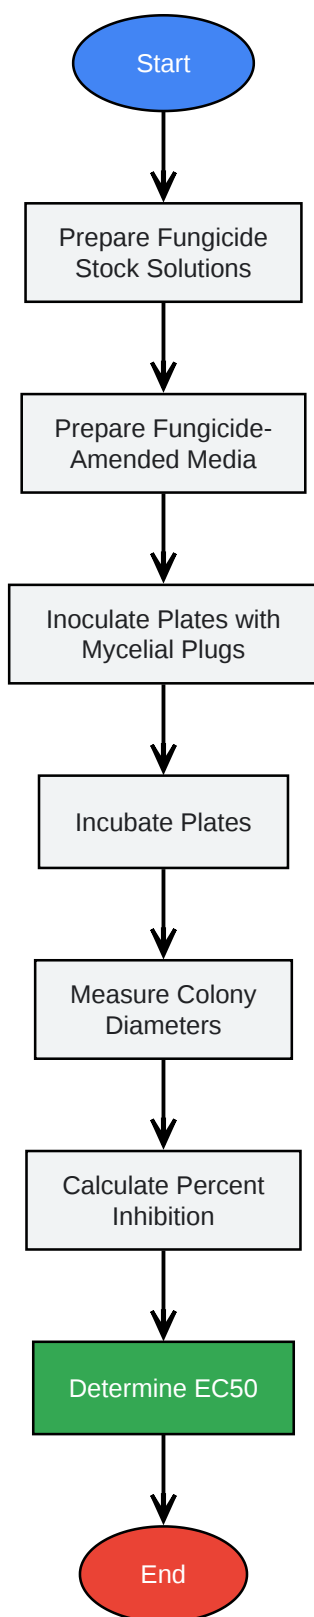 Start
Prepare Fungicide
Stock Solutions
Prepare Fungicide-
Amended Media
Inoculate Plates with
Mycelial Plugs
Incubate Plates
Measure Colony
Diameters
Calculate Percent
Inhibition
Determine EC50
End